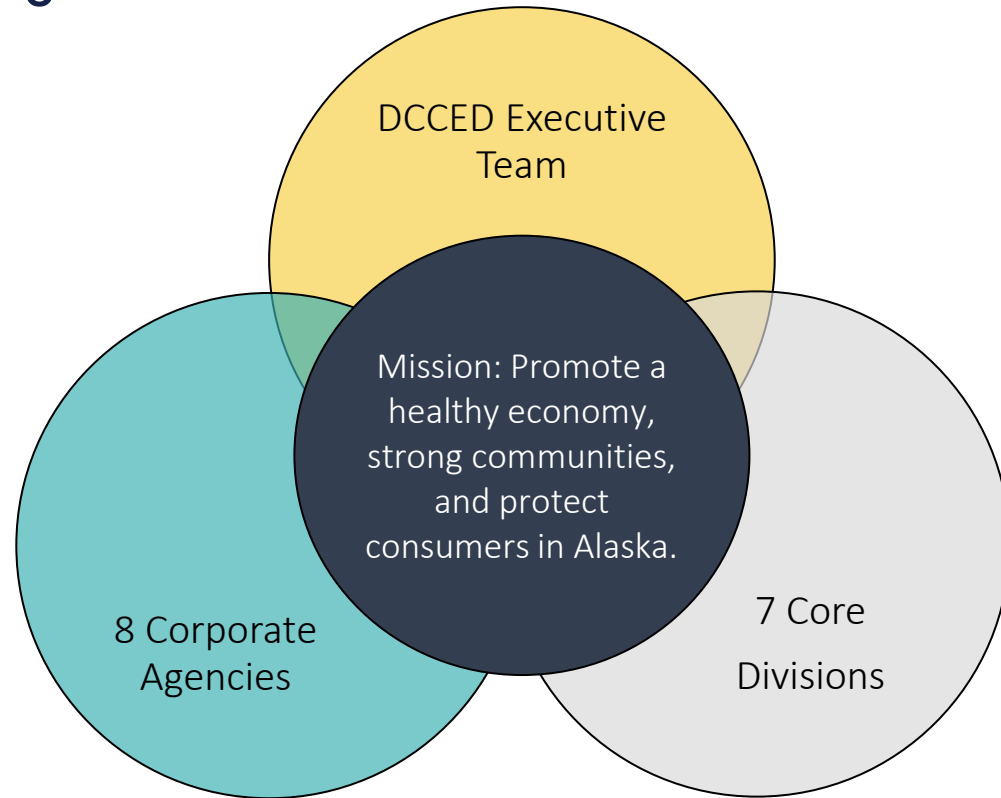 DCCED Executive
Team
Mission: Promote a
healthy economy,
strong communities,
and protect
consumers in Alaska.
8 Corporate
Agencies
7 Core
Divisions